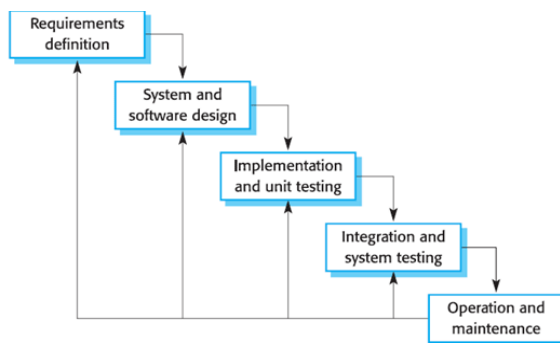 Requirements
definition
System and
software design
Implementation
and unit testing
Integration and
system testing
Operation and
maintenance